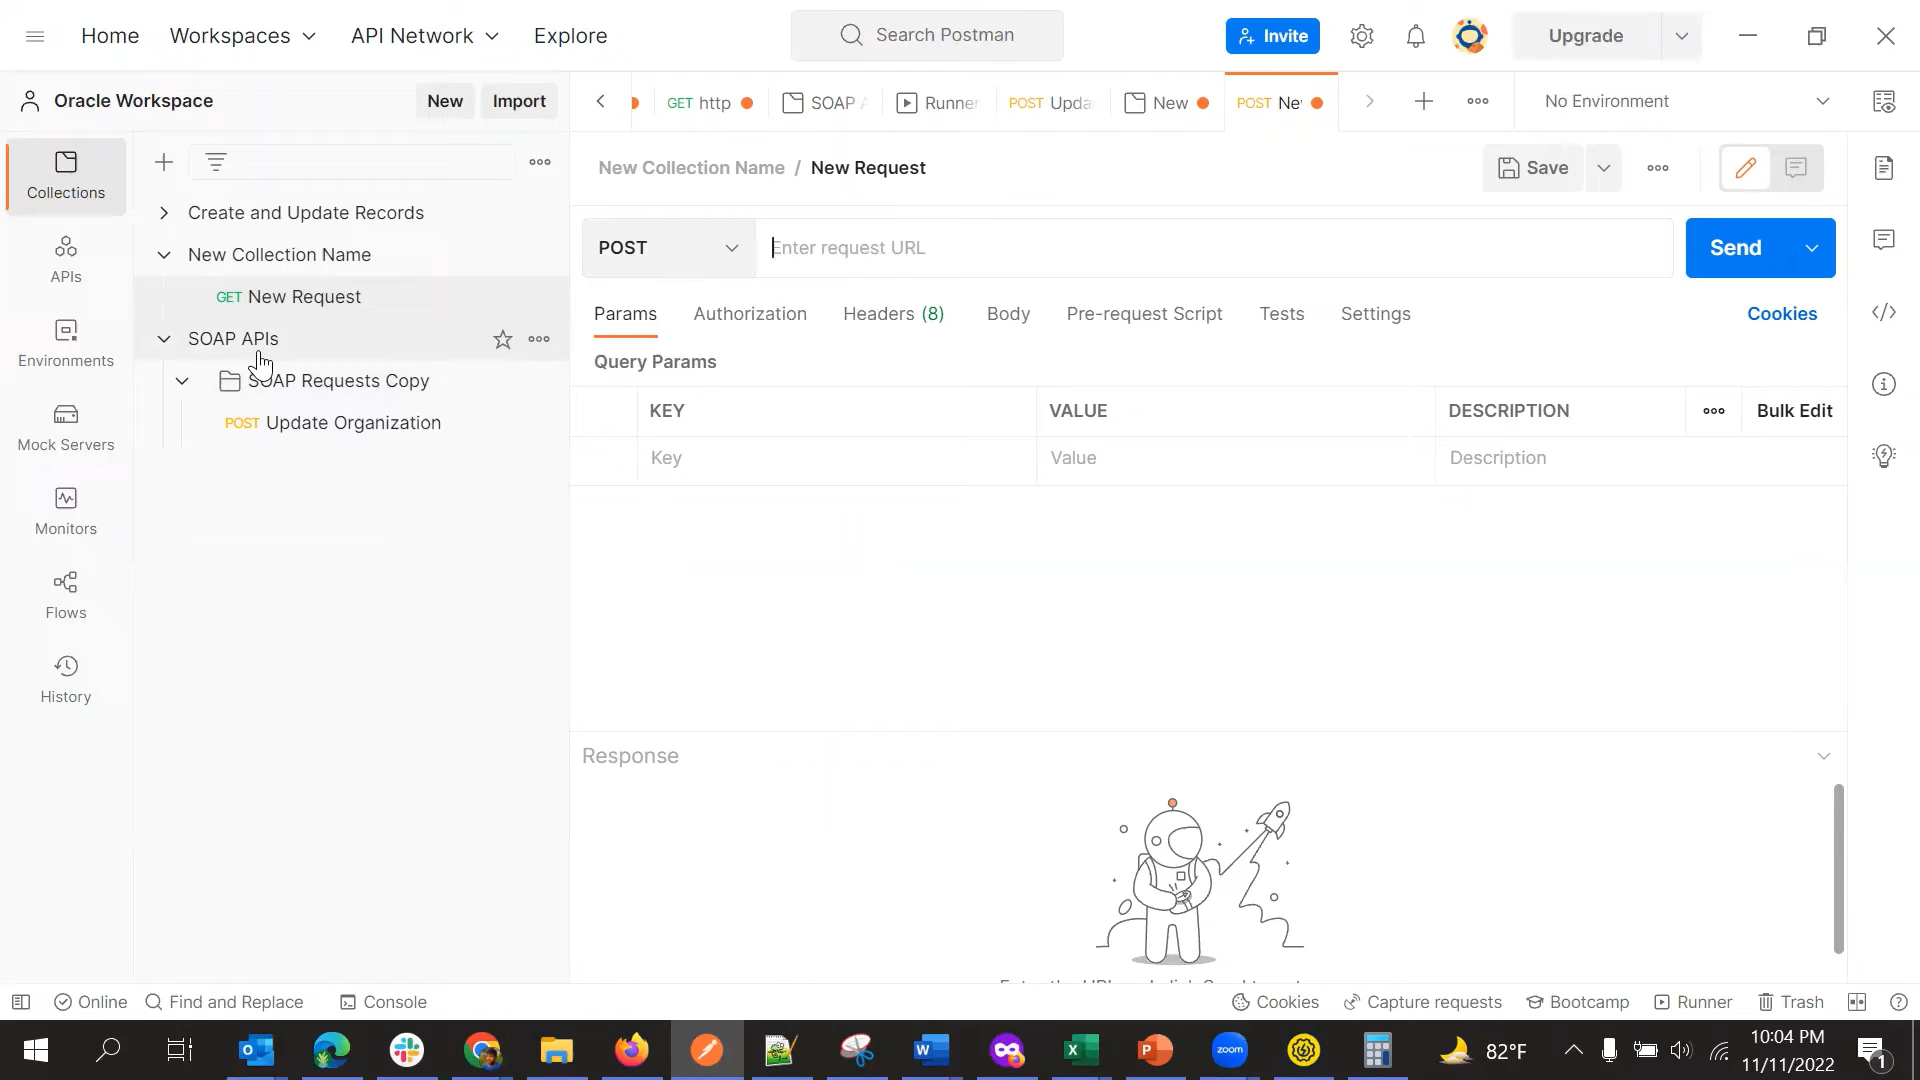 Home Workspaces API Network Explore Search Postman Invite Upgrade
Oracle Workspace New Import
GET http SOAP A Runner POST Upda New POST Ne No Environment
Collections
APIs
Environments
Mock Servers
Monitors
Flows
History
Create and Update Records
New Collection Name
GET New Request
SOAP APIs
SOAP Requests Copy
POST Update Organization
New Collection Name / New Request Save
POST Enter request URL Send
Params Authorization Headers (8) Body Pre-request Script Tests Settings Cookies
Query Params
KEY VALUE DESCRIPTION Bulk Edit
Key Value Description
Response
Online Find and Replace Console Cookies Capture requests Bootcamp Runner Trash
zoom 82°F 10:04 PM
11/11/2022 1